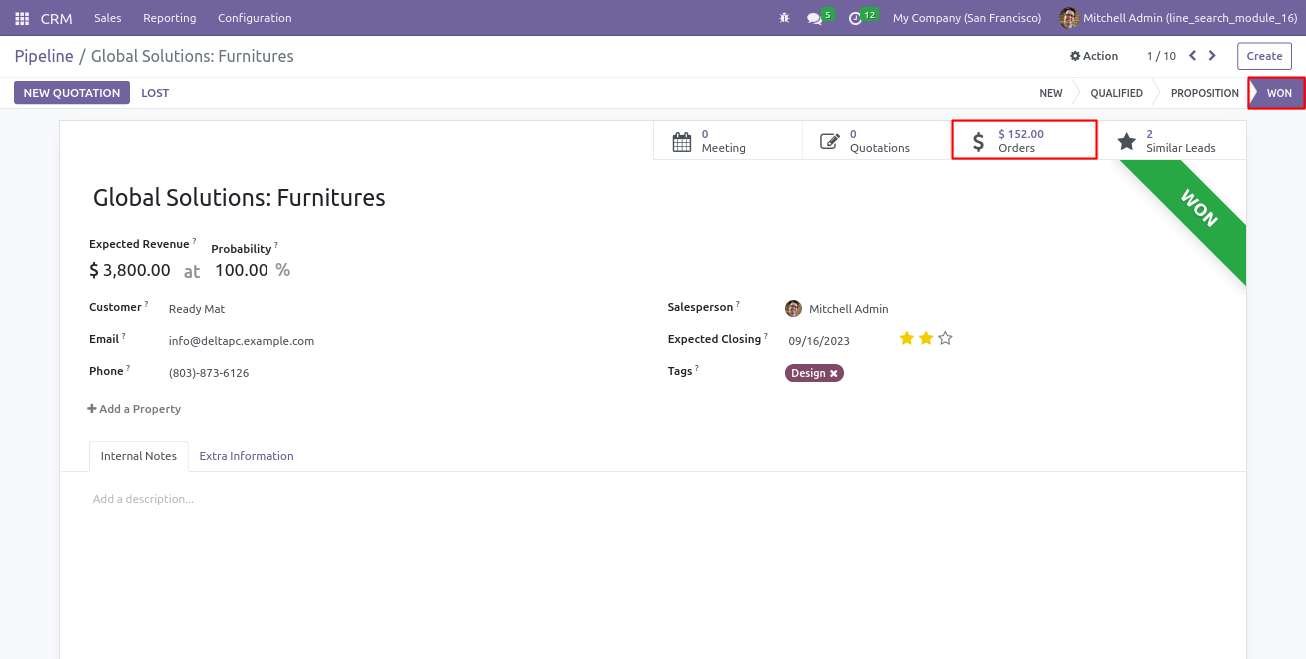 CRM Sales Reporting Configuration 5 12 My Company (San Francisco) Mitchell Admin (line_search_module_16)
Pipeline / Global Solutions: Furnitures Action 1 / 10 Create
NEW QUOTATION LOST NEW QUALIFIED PROPOSITION WON
0 Meeting
0 Quotations
$ $ 152.00 Orders
2 Similar Leads
WON
Global Solutions: Furnitures
Expected Revenue ? Probability ?
$ 3,800.00 at 100.00 %
Customer ? Ready Mat
Email ? info@deltapc.example.com
Phone ? (803)-873-6126
Salesperson ? Mitchell Admin
Expected Closing ? 09/16/2023
Tags ? Design ✖
+ Add a Property
Internal Notes Extra Information
Add a description...